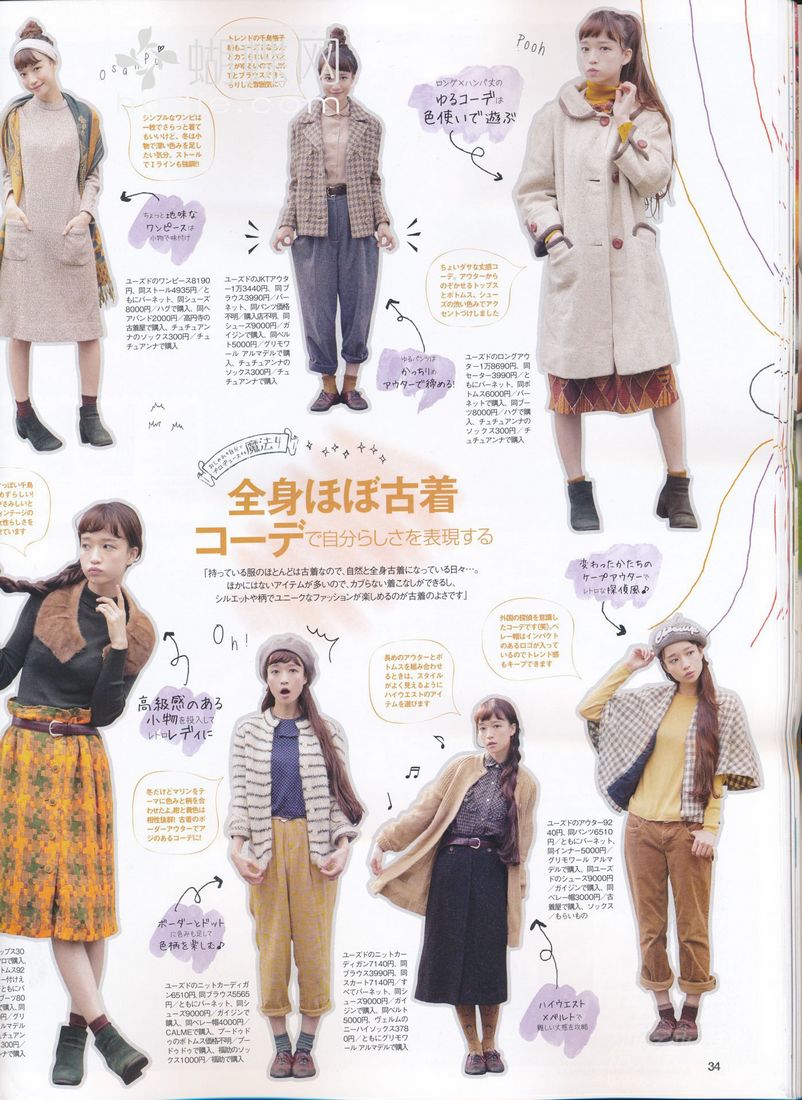 osanpo♡
蝴
网
.com
シンプルなワンピは
一枚でさらっと着て
もいいけど、冬は小
物で深い色みを足し
たい気分。ストール
でIラインも強調!!
ちょっと地味な
ワンピースは
小物で味付け
ユーズドのワンピース8190
円、同ストール4935円／と
もにバーネット、同シューズ
8000円／ハグで購入、同ヘ
アバンド2000円／高円寺の
古着屋で購入、チュチュアン
ナのソックス300円／チュチ
ュアンナで購入
トレンドの千鳥格子
ユーズドのJKTアウタ
ー1万3440円、同ブ
ラウス3990円／バー
ネット、同パンツ価格
不明／購入店不明、同
シューズ9000円／ガ
イジンで購入、同ベル
ト5000円／グリモワ
ール アルマデルで購
入、チュチュアンナの
ソックス300円／チュ
チュアンナで購入
ゆるパンツは
かっちりめ
アウターで締める!
Pooh
ロング×ハンパ丈の
ゆるコーデは
色使いで遊ぶ
ちょいダサな丈感コ
ーデ。アウターから
のぞかせるトップス
とボトムス、シュー
ズの渋い色みでアク
セントづけしました
ユーズドのロングアウター
1万8690円、同
セーター3990円／と
もにバーネット、同ボ
トムス6000円／バー
ネットで購入、同ブー
ツ8000円／ハグで購
入、チュチュアンナの
ソックス300円／チ
ュチュアンナで購入
魔法4
全身ほぼ古着
コーデで自分らしさを表現する
「持っている服のほとんどは古着なので、自然と全身古着になっている日々…。
ほかにはないアイテムが多いので、カブらない着こなしができるし、
シルエットや柄でユニークなファッションが楽しめるのが古着のよさです」
っぽい千鳥
めずらしい!
さみしいと
ィンテージの
性らしさを
せています
高級感のある
小物を投入して
レトロレディに
ップス30
ロで購入、
トムス92
ー付けえ
ともにバ
ブーツ80
購入、同
円／グリ
マデルで
ュアンナ
300円／
ナで購入
Oh!
冬だけどマリンをテ
ーマに色みと柄を合
わせたよ。紺と黄色は
相性抜群! 古着のボ
ーダーアウターでア
ジのあるコーデに!
ボーダーとドット
に色みも足して
色柄を楽しむ♪
ユーズドのニットカーディガ
ン6510円、同ブラウス5565
円／ともにバーネット、同シ
ューズ9000円／ガイジンで
購入、同ベレー帽4000円／
CALMEで購入、プードゥド
ゥのボトムス価格不明／プー
ドゥドゥで購入、福助のソッ
クス1000円／福助で購入
長めのアウターとボ
トムスを組み合わせ
るときは、スタイル
がよく見えるように
ハイウエストのアイ
テムを選びます
ユーズドのニットカー
ディガン7140円、同
ブラウス3990円、同
スカート7140円／す
べてバーネット、同シ
ューズ9000円／ガイ
ジンで購入、同ベルト
5000円、ヴェルムの
ニーハイソックス378
0円／ともにグリモワ
ール アルマデルで購入
ハイウエスト
×ベルトで
難しい丈感を攻略
変わったかたちの
ケープアウターで
レトロな探偵風♪
外国の探偵を意識し
たコーデです(笑)。ベ
レー帽はインパクト
のあるロゴが入って
いるのでトレンド感
もキープできます
ユーズドのアウター92
40円、同パンツ6510
円／ともにバーネット、
同インナー5000円／
グリモワール アルマ
デルで購入、同ユーズ
ドのシューズ9000円
／ガイジンで購入、同
ベレー帽3000円／古
着屋で購入、ソックス
／もらいもの
34